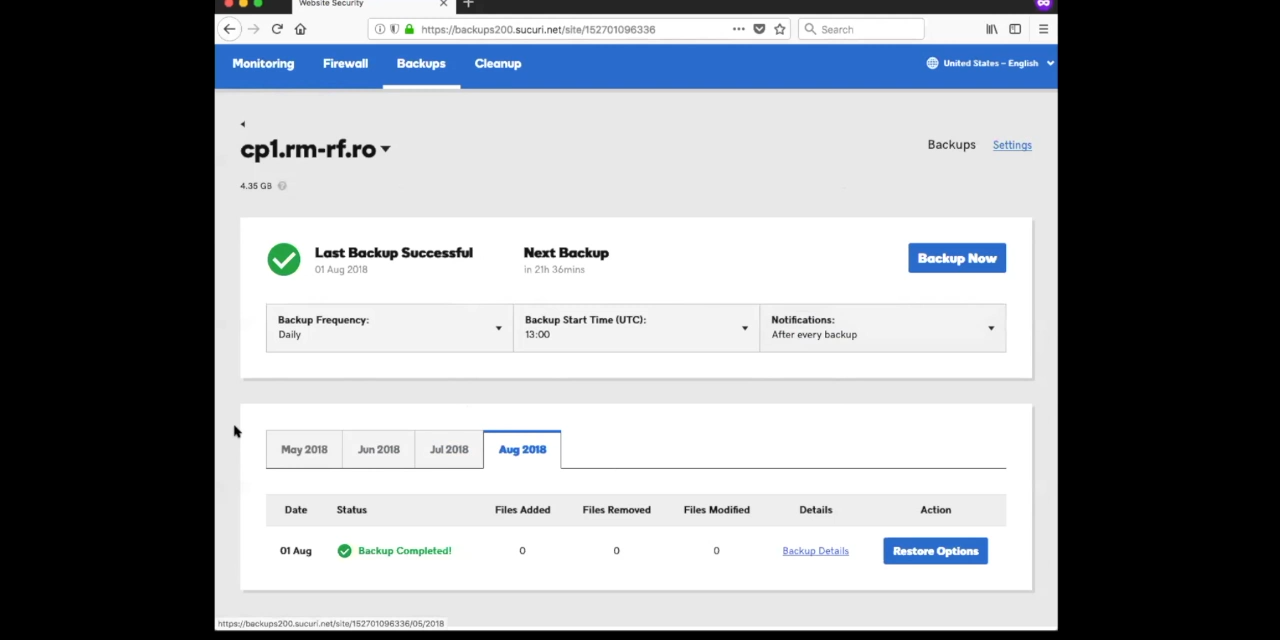 Website Security
https://backups200.sucuri.net/site/152701096336
Search
Monitoring Firewall Backups Cleanup
United States – English
cp1.rm-rf.ro
Backups Settings
4.35 GB ?
Last Backup Successful
01 Aug 2018
Next Backup
in 21h 36mins
Backup Now
Backup Frequency:
Daily
Backup Start Time (UTC):
13:00
Notifications:
After every backup
May 2018 Jun 2018 Jul 2018 Aug 2018
Date Status Files Added Files Removed Files Modified Details Action
01 Aug Backup Completed! 0 0 0 Backup Details Restore Options
https://backups200.sucuri.net/site/152701096336/05/2018